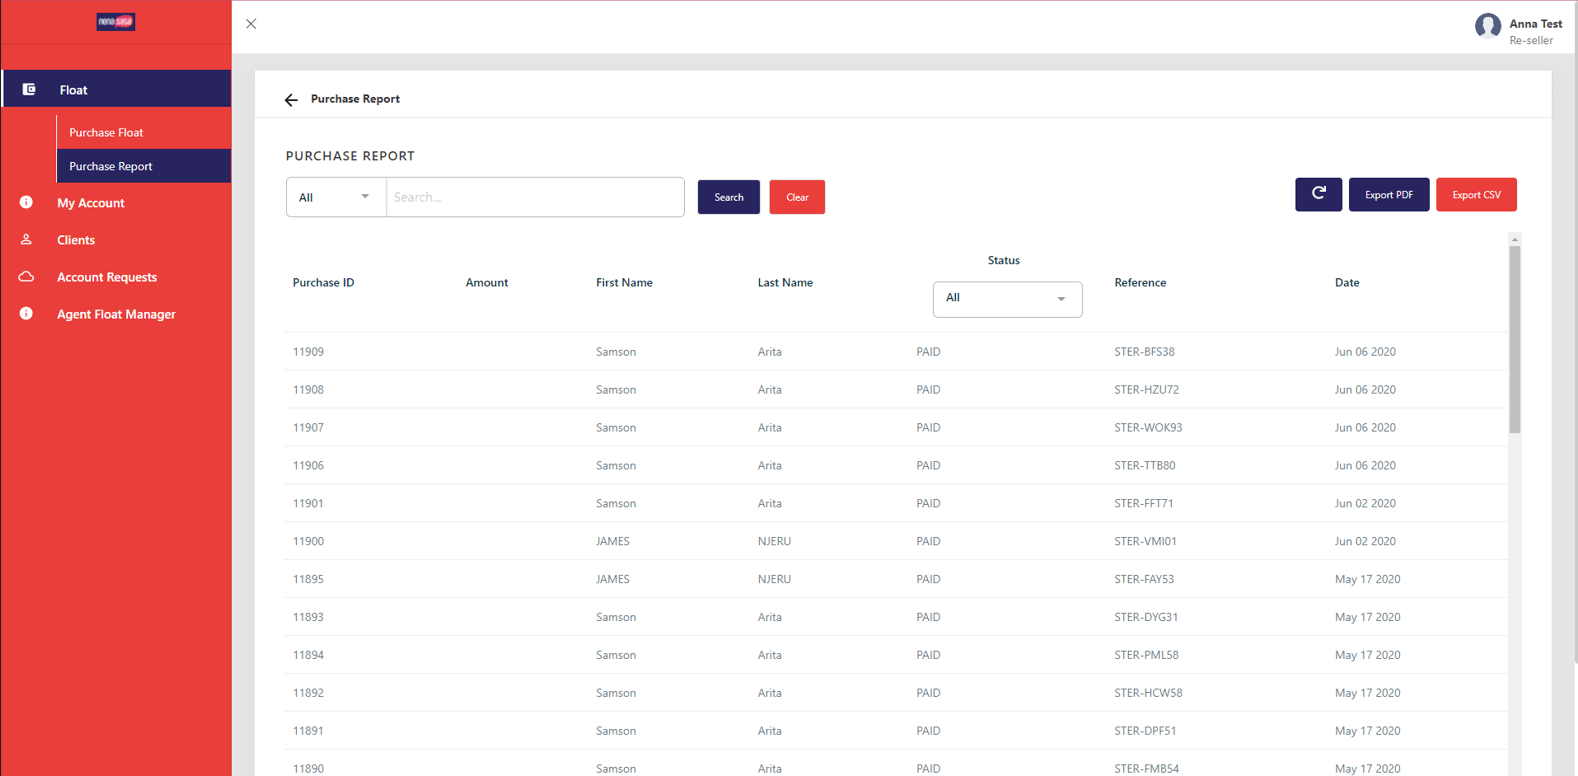 nena sasa
Anna Test
Re-seller
Float
Purchase Float
Purchase Report
My Account
Clients
Account Requests
Agent Float Manager
Purchase Report
PURCHASE REPORT
All Search... Search Clear Export PDF Export CSV
Status
Purchase ID Amount First Name Last Name All Reference Date
11909 Samson Arita PAID STER-BFS38 Jun 06 2020
11908 Samson Arita PAID STER-HZU72 Jun 06 2020
11907 Samson Arita PAID STER-WOK93 Jun 06 2020
11906 Samson Arita PAID STER-TTB80 Jun 06 2020
11901 Samson Arita PAID STER-FFT71 Jun 02 2020
11900 JAMES NJERU PAID STER-VMI01 Jun 02 2020
11895 JAMES NJERU PAID STER-FAY53 May 17 2020
11893 Samson Arita PAID STER-DYG31 May 17 2020
11894 Samson Arita PAID STER-PML58 May 17 2020
11892 Samson Arita PAID STER-HCW58 May 17 2020
11891 Samson Arita PAID STER-DPF51 May 17 2020
11890 Samson Arita PAID STER-FMB54 May 17 2020